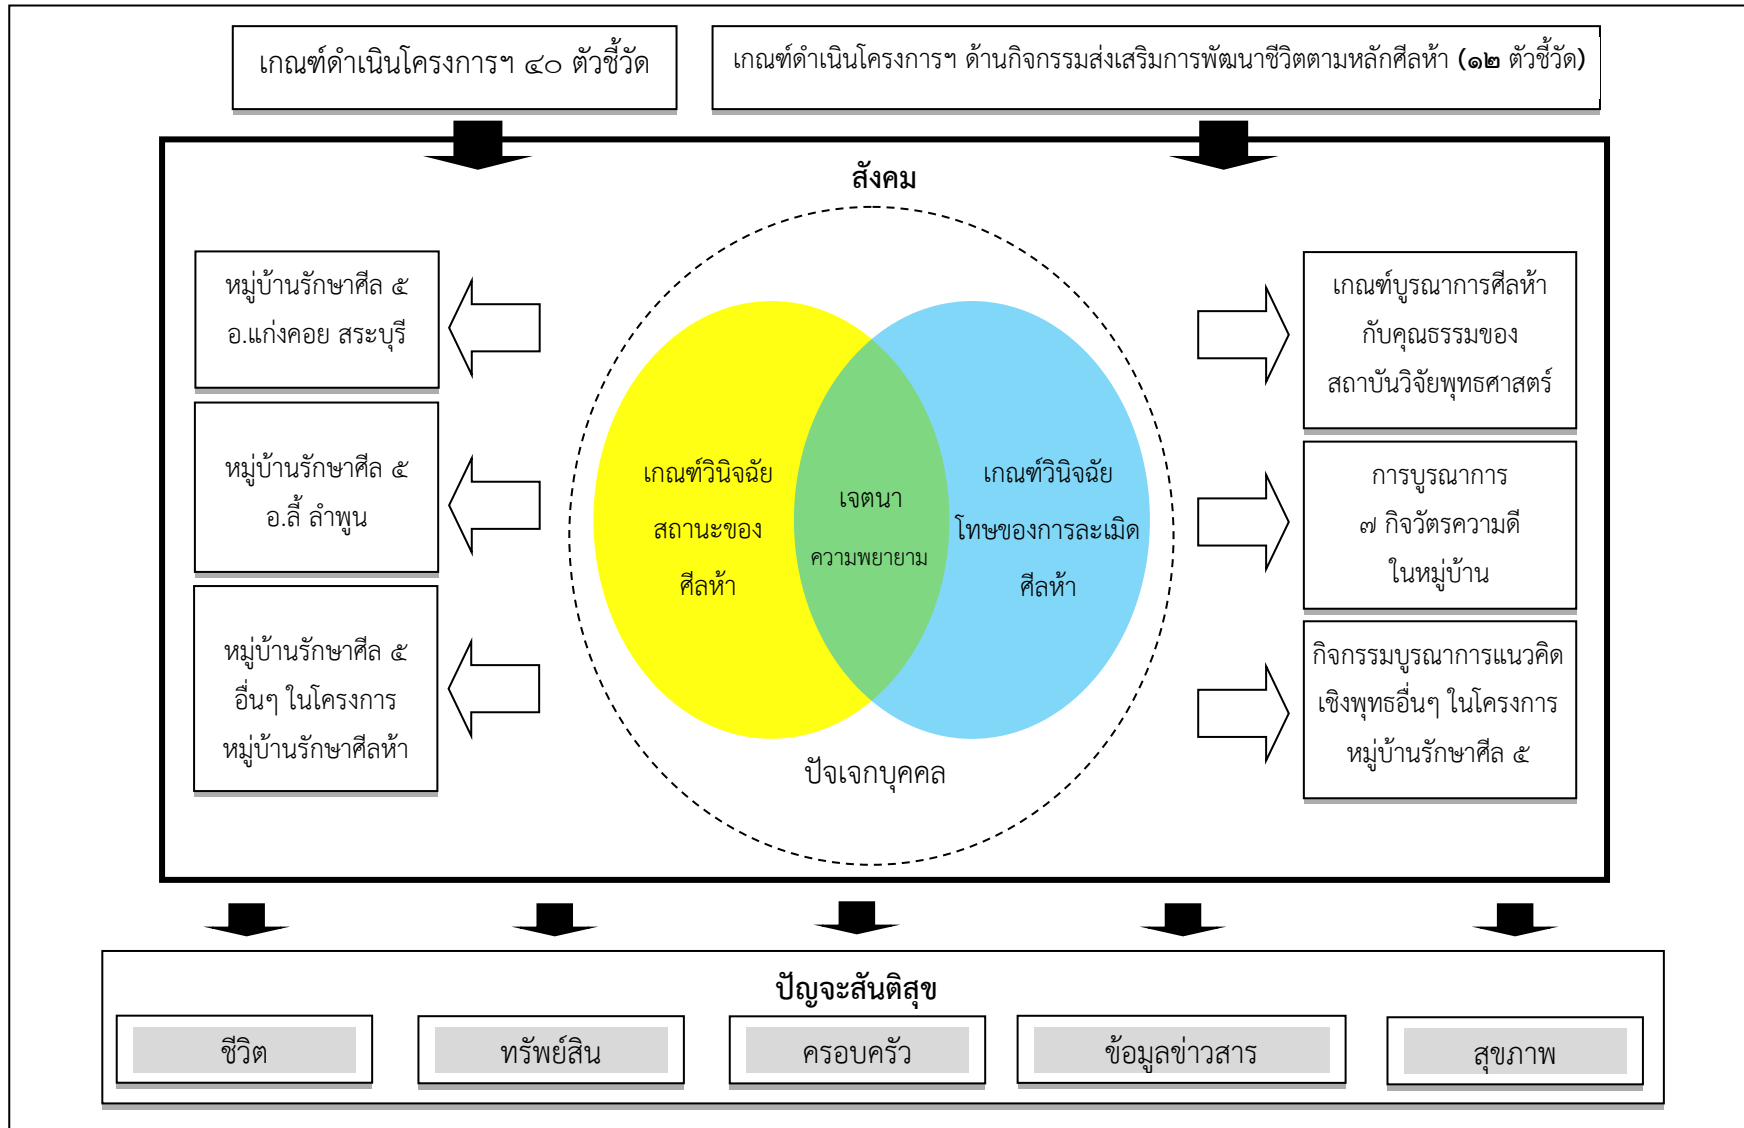 เกณฑ์ดำเนินโครงการฯ ๔๐ ตัวชี้วัด
เกณฑ์ดำเนินโครงการฯ ด้านกิจกรรมส่งเสริมการพัฒนาชีวิตตามหลักศีลห้า (๑๒ ตัวชี้วัด)
สังคม
หมู่บ้านรักษาศีล ๕
อ.แก่งคอย สระบุรี
หมู่บ้านรักษาศีล ๕
อ.ลี้ ลำพูน
หมู่บ้านรักษาศีล ๕
อื่นๆ ในโครงการ
หมู่บ้านรักษาศีลห้า
เกณฑ์วินิจฉัย
สถานะของ
ศีลห้า
เจตนา
ความพยายาม
เกณฑ์วินิจฉัย
โทษของการละเมิด
ศีลห้า
ปัจเจกบุคคล
เกณฑ์บูรณาการศีลห้า
กับคุณธรรมของ
สถาบันวิจัยพุทธศาสตร์
การบูรณาการ
๗ กิจวัตรความดี
ในหมู่บ้าน
กิจกรรมบูรณาการแนวคิด
เชิงพุทธอื่นๆ ในโครงการ
หมู่บ้านรักษาศีล ๕
ปัญจะสันติสุข
ชีวิต
ทรัพย์สิน
ครอบครัว
ข้อมูลข่าวสาร
สุขภาพ